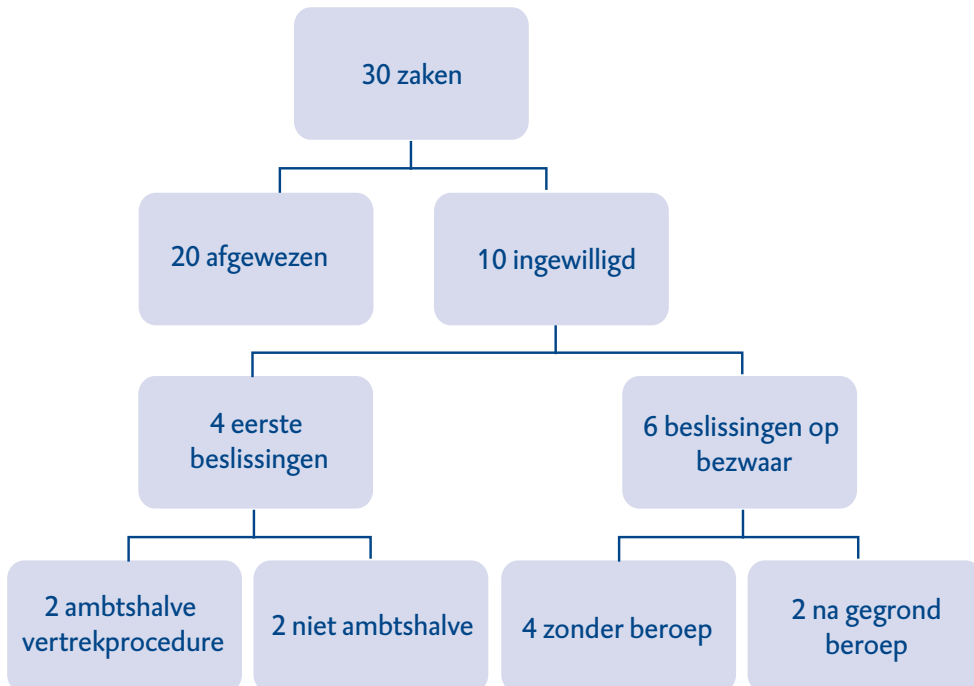 30 zaken
20 afgewezen
10 ingewilligd
4 eerste
beslissingen
6 beslissingen op
bezwaar
2 ambtshalve
vertrekprocedure
2 niet ambtshalve
4 zonder beroep
2 na gegrond
beroep